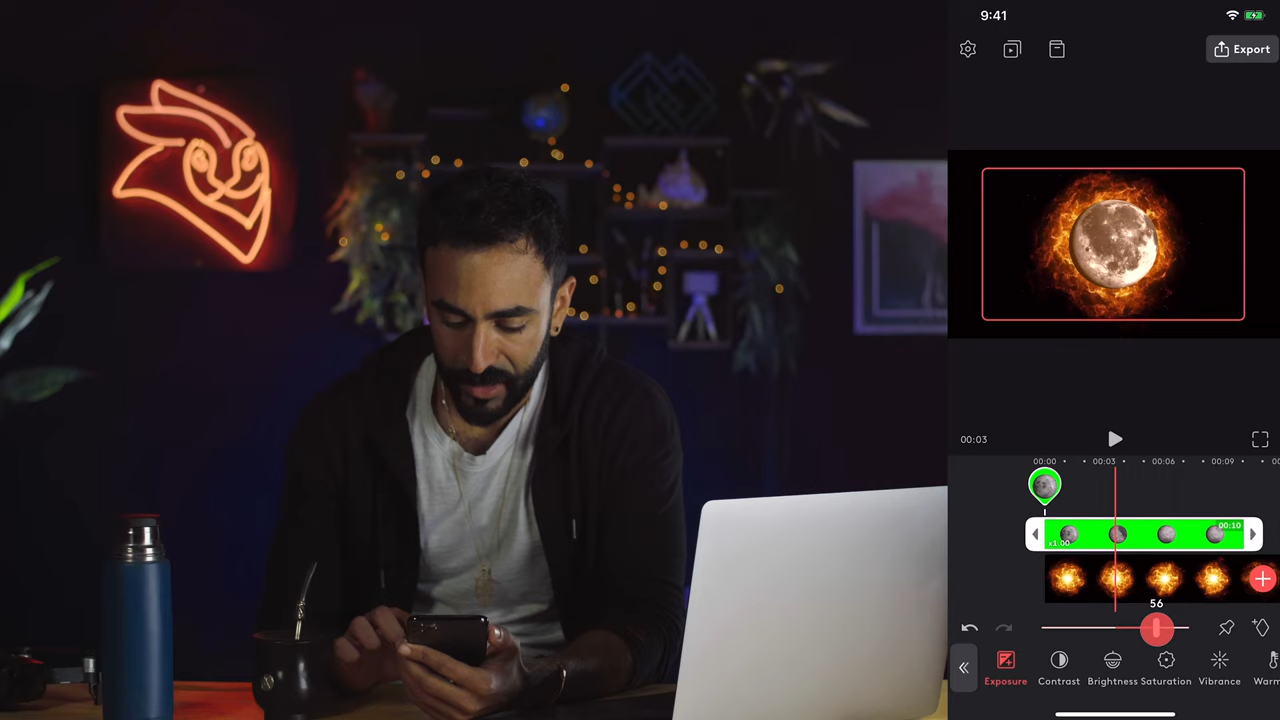 9:41
Export
00:03
00:00
00:03
00:06
00:09
00:10
x1.00
56
Exposure
Contrast
Brightness
Saturation
Vibrance